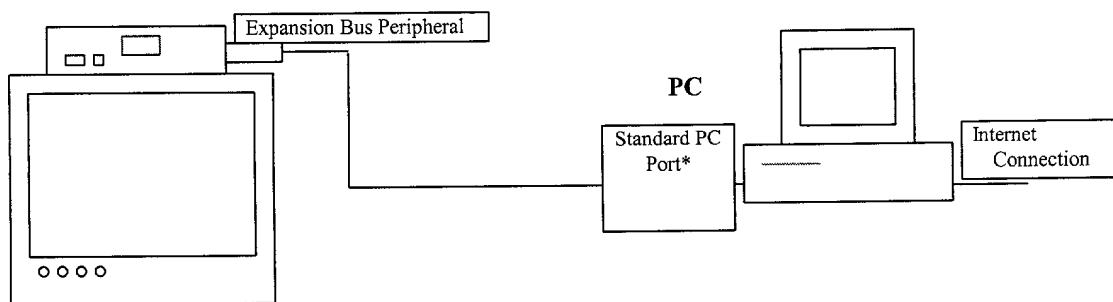 Expansion Bus Peripheral
PC
Standard PC
Port*
Internet
Connection